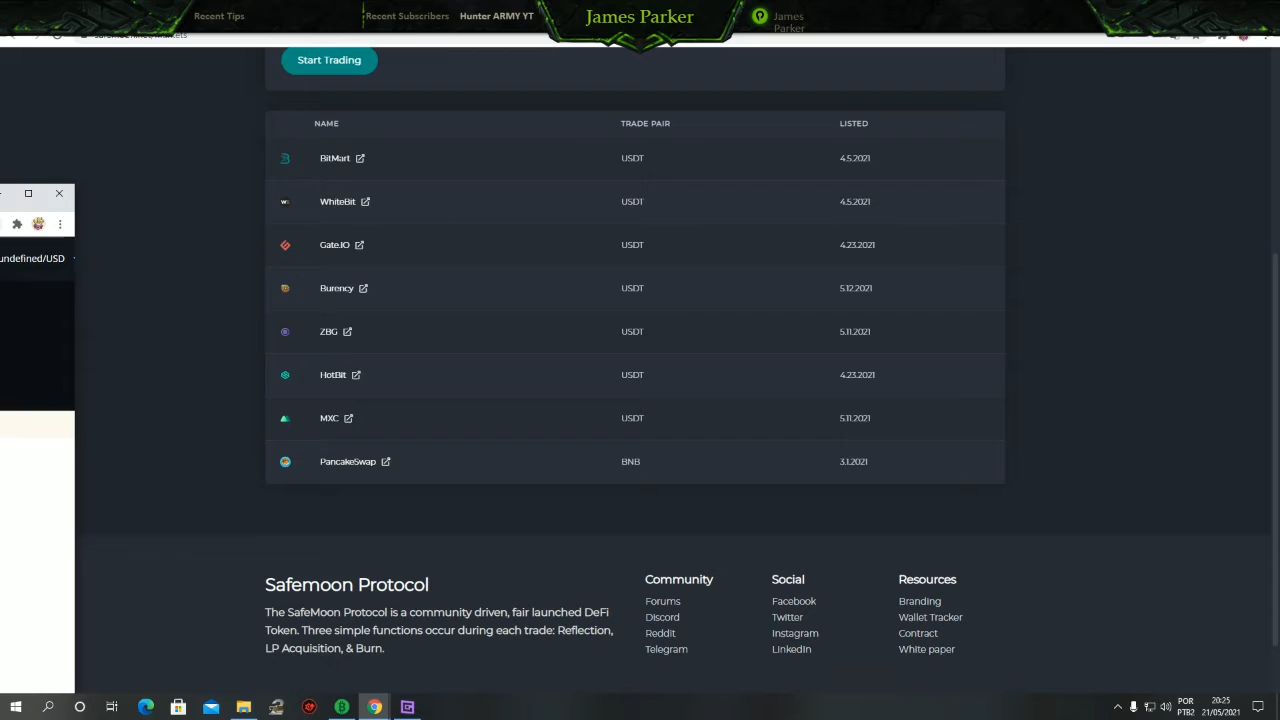 Recent Tips
Recent Subscribers Hunter ARMY YT
James Parker
James
Parker
Start Trading
NAME TRADE PAIR LISTED
BitMart USDT 4.5.2021
WhiteBit USDT 4.5.2021
Gate.IO USDT 4.23.2021
undefined/USD
Burency USDT 5.12.2021
ZBG USDT 5.11.2021
HotBit USDT 4.23.2021
MXC USDT 5.11.2021
PancakeSwap BNB 3.1.2021
Safemoon Protocol
The SafeMoon Protocol is a community driven, fair launched DeFi
Token. Three simple functions occur during each trade: Reflection,
LP Acquisition, & Burn.
Community
Forums
Discord
Reddit
Telegram
Social
Facebook
Twitter
Instagram
LinkedIn
Resources
Branding
Wallet Tracker
Contract
White paper
POR
PTB2
20:25
21/05/2021